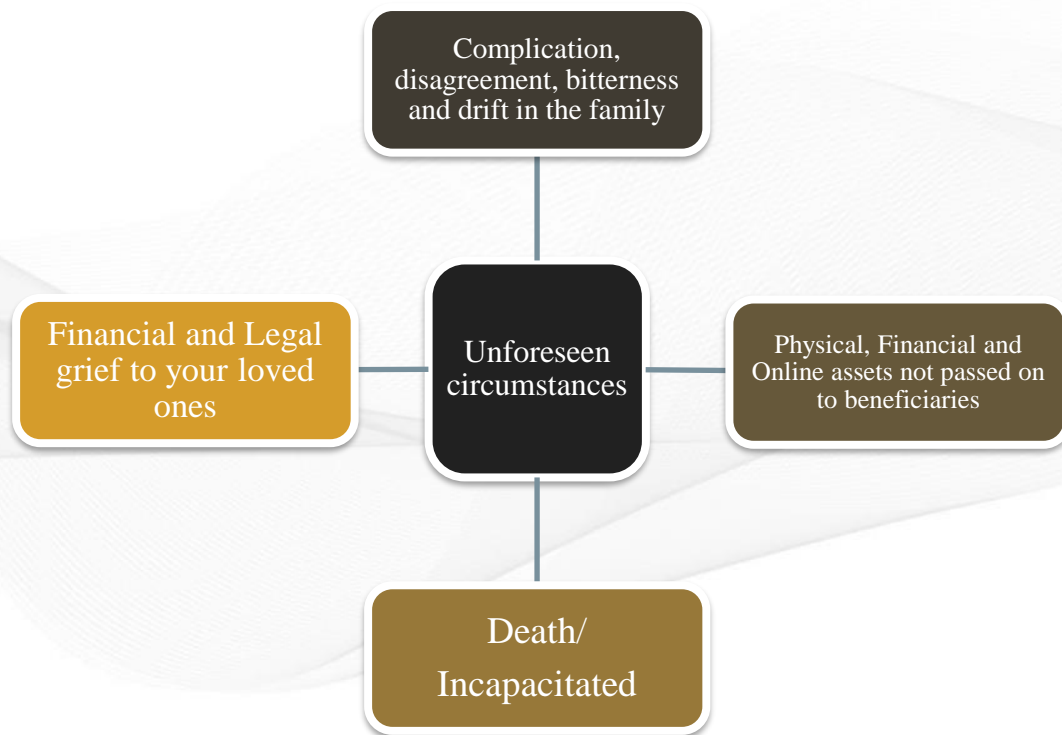 Complication,
disagreement, bitterness
and drift in the family
Financial and Legal
grief to your loved
ones
Unforeseen
circumstances
Physical, Financial and
Online assets not passed on
to beneficiaries
Death/
Incapacitated